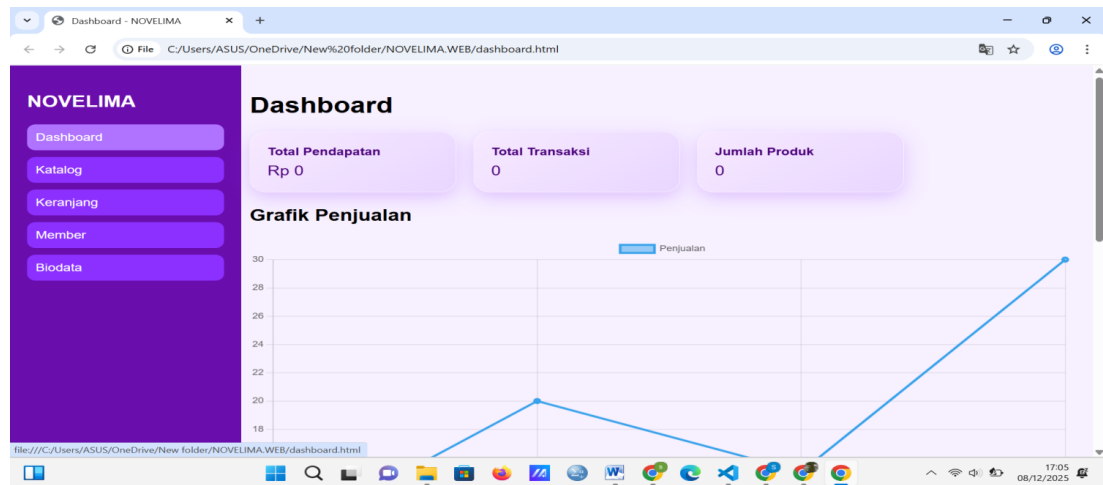 Dashboard - NOVELIMA
File C:/Users/ASUS/OneDrive/New%20folder/NOVELIMA.WEB/dashboard.html
NOVELIMA
Dashboard
Katalog
Keranjang
Member
Biodata
Dashboard
Total Pendapatan
Rp 0
Total Transaksi
0
Jumlah Produk
0
Grafik Penjualan
Penjualan
30
28
26
24
22
20
18
file:///C:/Users/ASUS/OneDrive/New folder/NOVELIMA.WEB/dashboard.html
17:05
08/12/2025